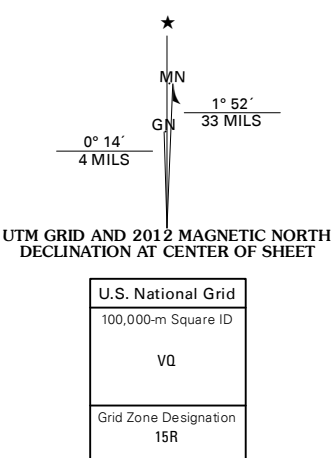 ★
MN
1° 52´
33 MILS
GN
0° 14´
4 MILS
UTM GRID AND 2012 MAGNETIC NORTH
DECLINATION AT CENTER OF SHEET
U.S. National Grid
100,000-m Square ID
VQ
Grid Zone Designation
15R